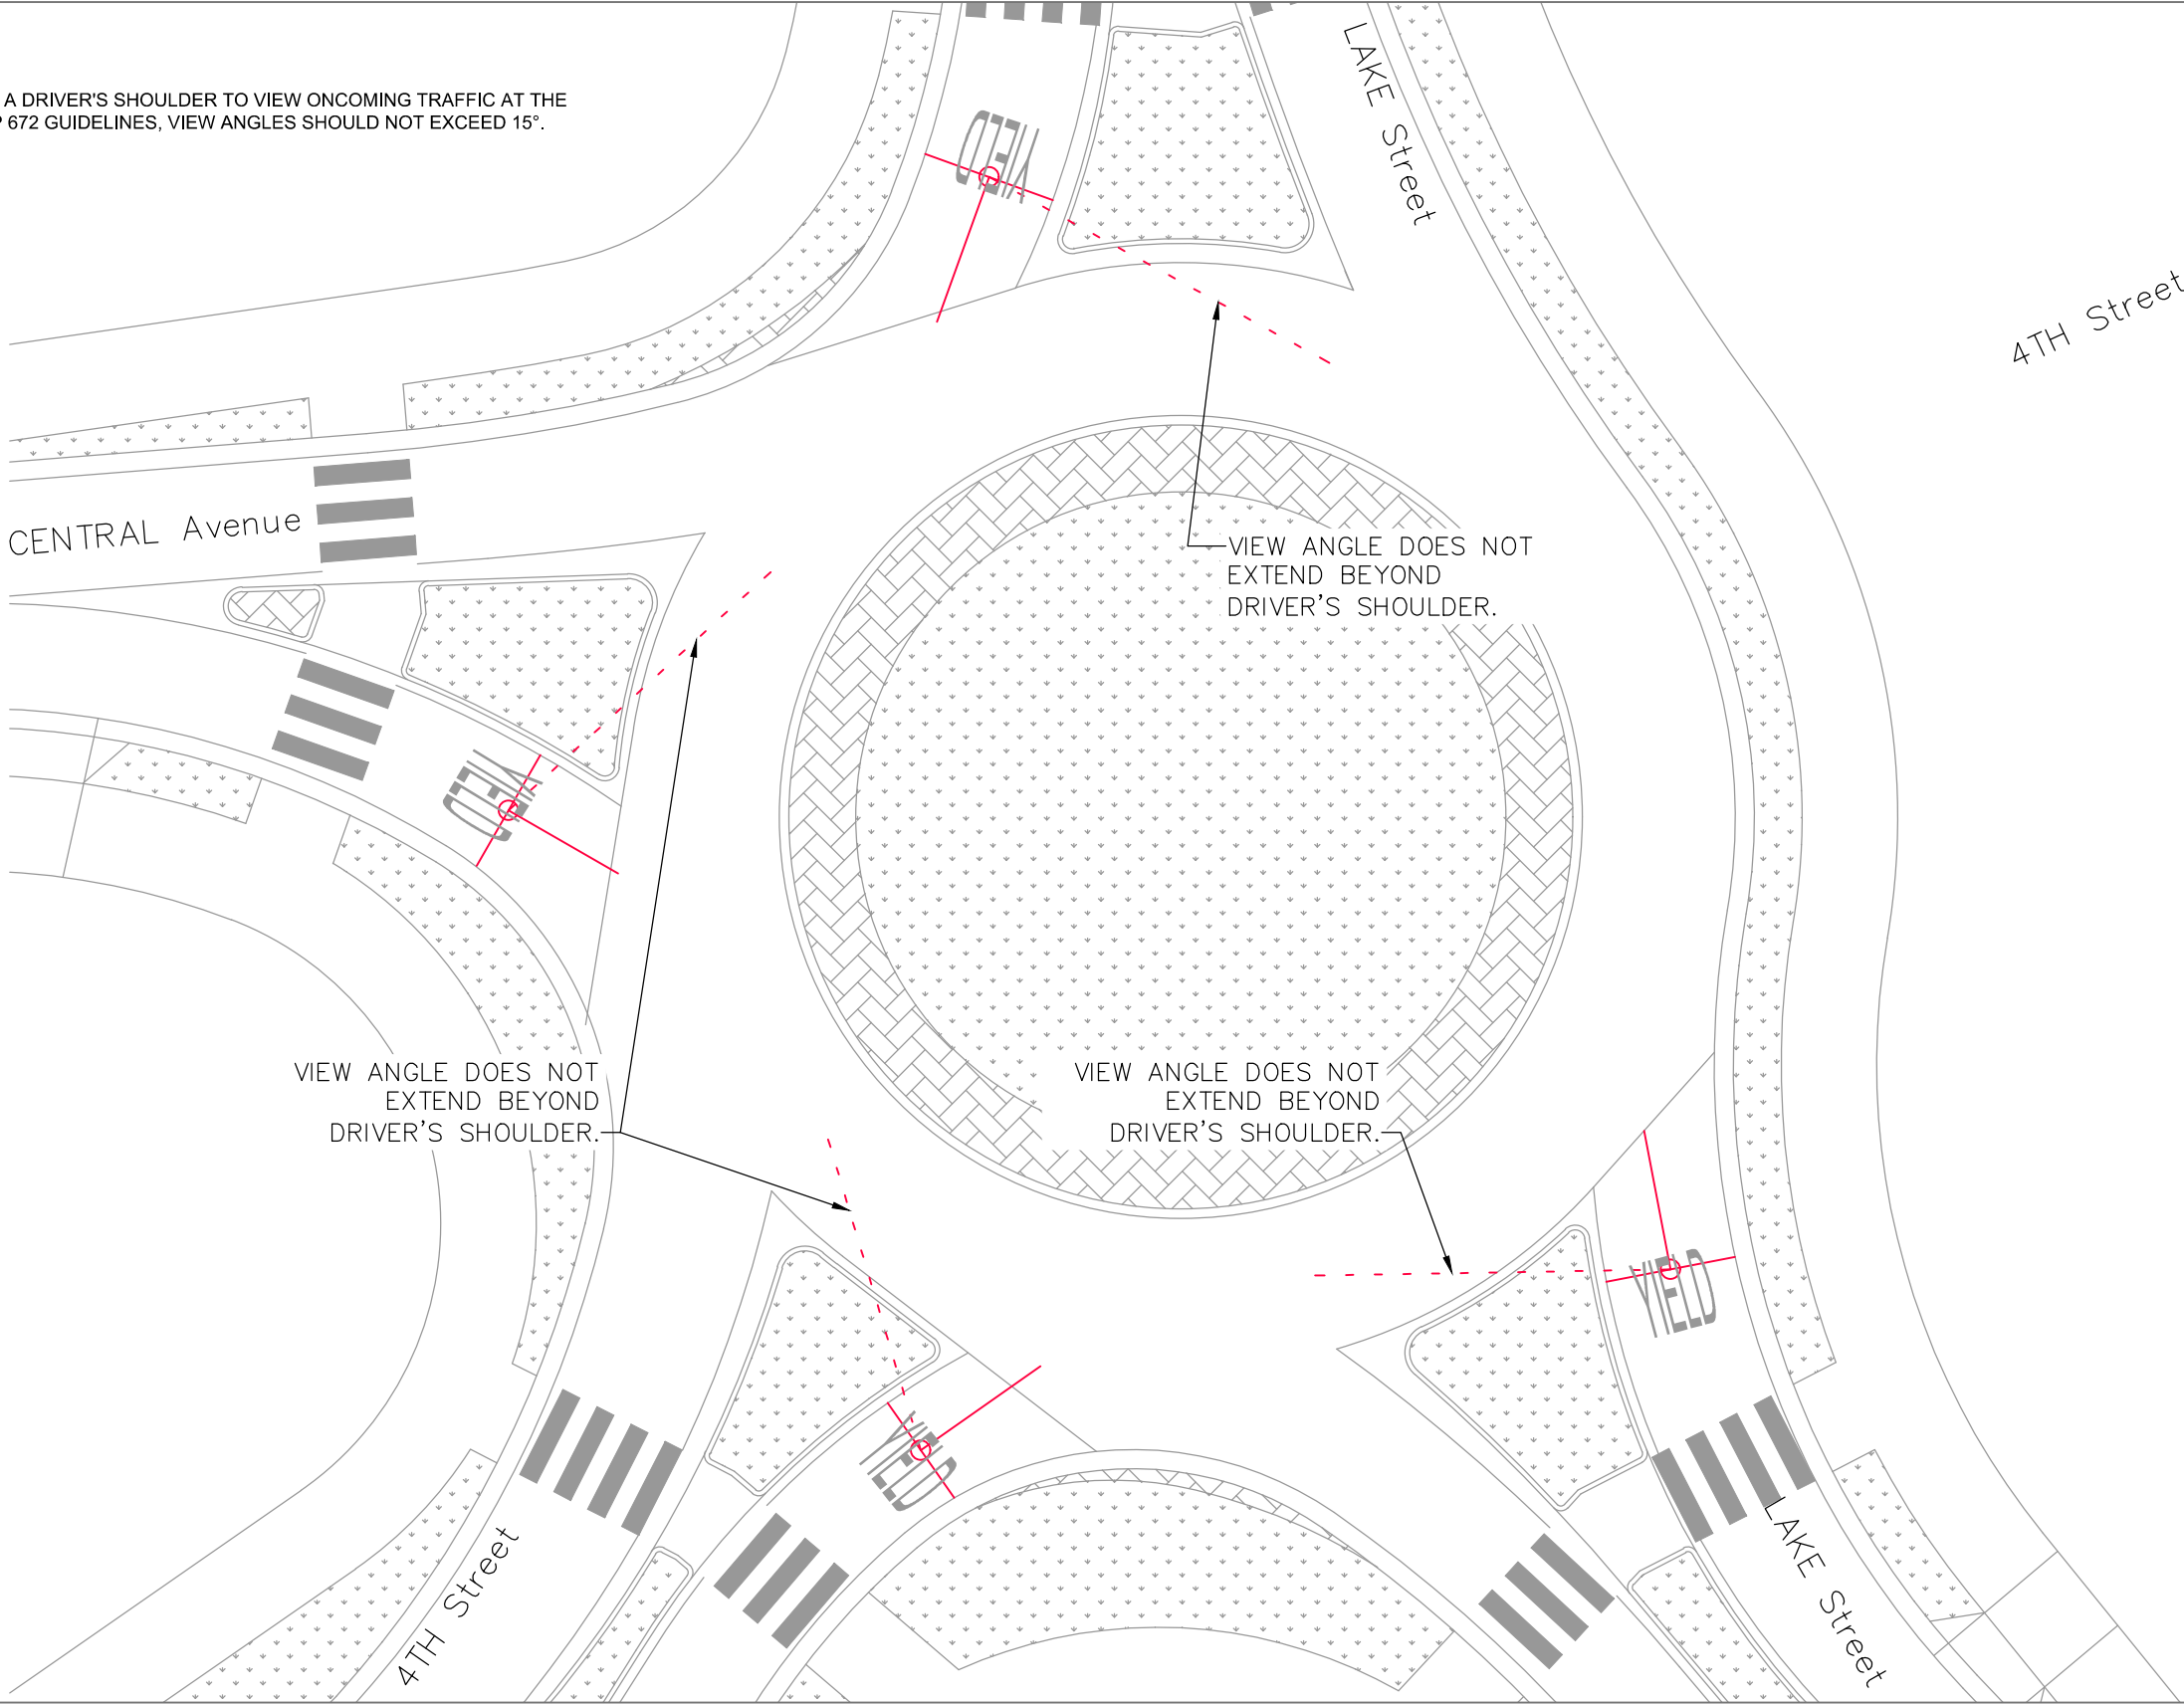 A DRIVER'S SHOULDER TO VIEW ONCOMING TRAFFIC AT THE
672 GUIDELINES, VIEW ANGLES SHOULD NOT EXCEED 15°.
LAKE Street
YIELD
4TH Street
CENTRAL Avenue
VIEW ANGLE DOES NOT
EXTEND BEYOND
DRIVER'S SHOULDER.
YIELD
VIEW ANGLE DOES NOT
EXTEND BEYOND
DRIVER'S SHOULDER.
VIEW ANGLE DOES NOT
EXTEND BEYOND
DRIVER'S SHOULDER.
YIELD
YIELD
4TH Street
LAKE Street